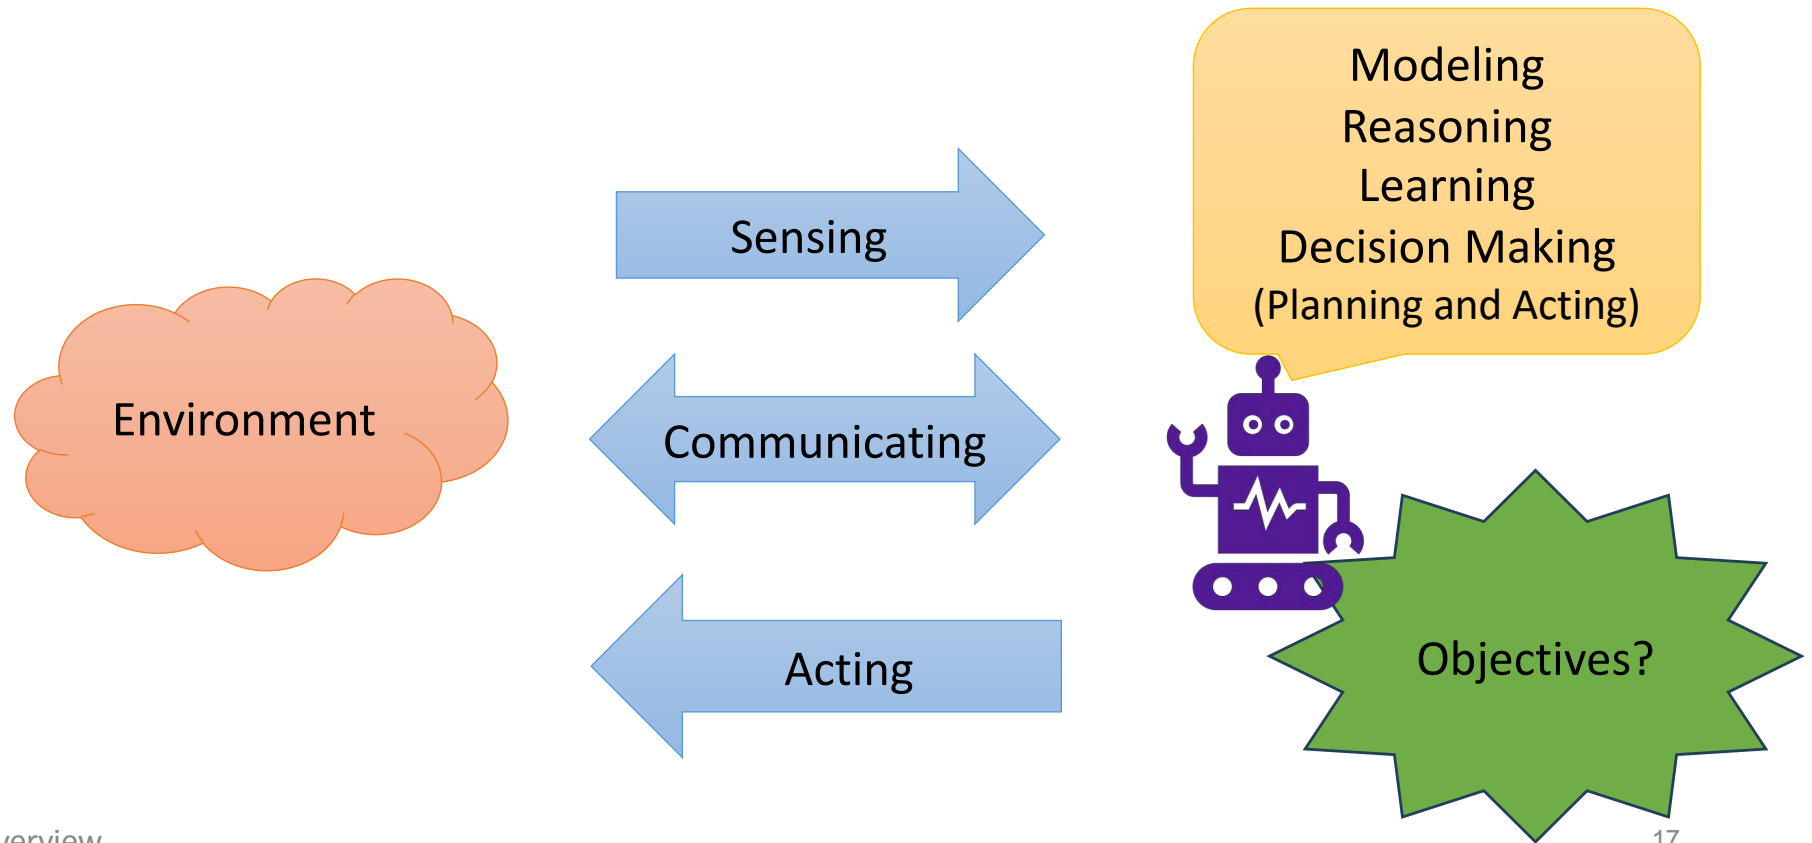 Modeling
Reasoning
Learning
Decision Making
(Planning and Acting)
Sensing
Environment
Communicating
Acting
Objectives?
17